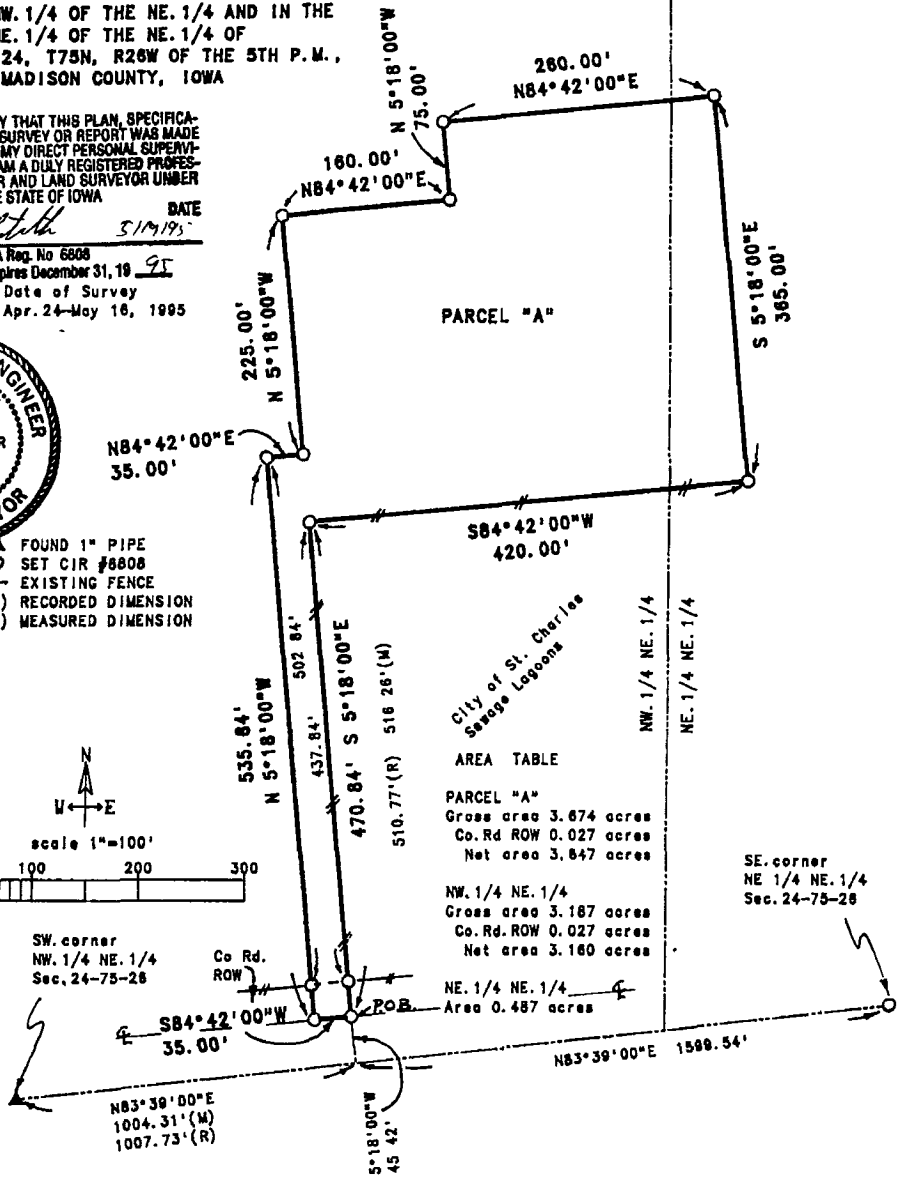 W. 1/4 OF THE NE. 1/4 AND IN THE
E. 1/4 OF THE NE. 1/4 OF
24, T75N, R26W OF THE 5TH P.M.,
MADISON COUNTY, IOWA
Y THAT THIS PLAN, SPECIFICA-
SURVEY OR REPORT WAS MADE
MY DIRECT PERSONAL SUPERVI-
AM A DULY REGISTERED PROFES-
R AND LAND SURVEYOR UNDER
E STATE OF IOWA
DATE
Reg. No 6808
pires December 31, 19 95
Date of Survey
Apr. 24-May 16, 1995
NGINEER
R
YOR
FOUND 1" PIPE
SET CIR #6808
EXISTING FENCE
) RECORDED DIMENSION
) MEASURED DIMENSION
N 5°18'00"W
75.00'
260.00'
N84°42'00"E
160.00'
N84°42'00"E
225.00'
N 5°18'00"W
PARCEL "A"
S 5°18'00"E
365.00'
N84°42'00"E
35.00'
S84°42'00"W
420.00'
535.84'
N 5°18'00"W
502 84'
437.84'
470.84' S 5°18'00"E
510.77'(R) 516 26'(M)
City of St. Charles
Sewage Lagoons
NW. 1/4 NE. 1/4
NE. 1/4 NE. 1/4
AREA TABLE
PARCEL "A"
Gross area 3.674 acres
Co. Rd ROW 0.027 acres
Net area 3.647 acres
NW. 1/4 NE. 1/4
Gross area 3.187 acres
Co. Rd. ROW 0.027 acres
Net area 3.160 acres
NE. 1/4 NE. 1/4
Area 0.487 acres
N
W E
scale 1"=100'
100 200 300
SW. corner
NW. 1/4 NE. 1/4
Sec. 24-75-26
Co Rd.
ROW
SE. corner
NE 1/4 NE. 1/4
Sec. 24-75-26
S84°42'00"W
35.00'
P.O.B.
N83°39'00"E 1599.54'
N83°39'00"E
1004.31'(M)
1007.73'(R)
5°18'00"W
45 42'